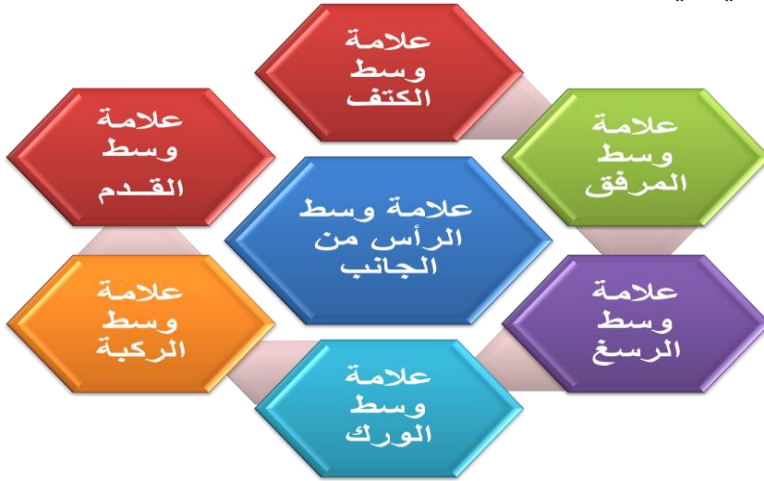 علامة
وسط
الكتف
علامة
وسط
المرفق
علامة
وسط
الرسغ
علامة
وسط
الورك
علامة
وسط
الركبة
علامة
وسط
القــدم
علامة وسط
الرأس من
الجانب